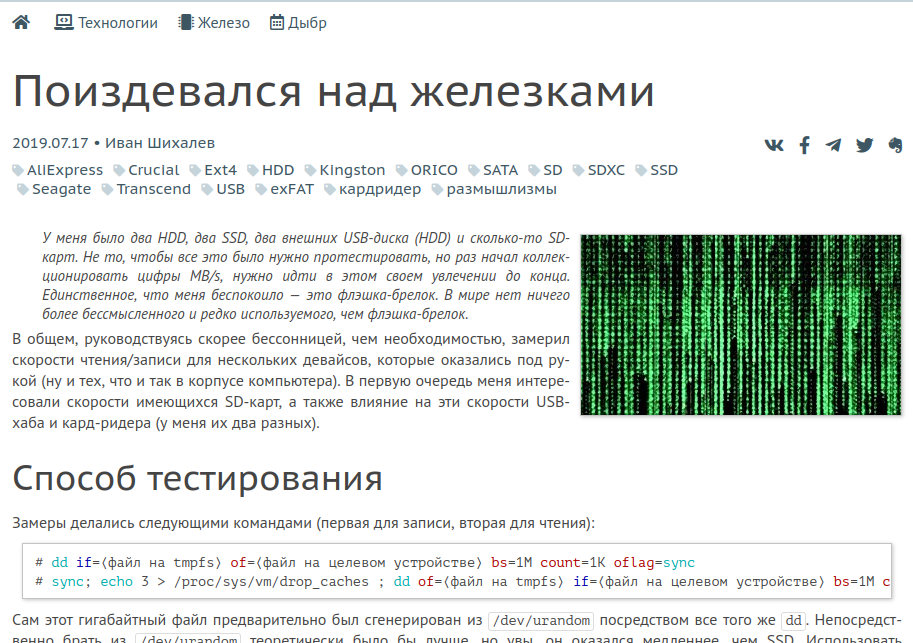 Технологии Железо Дыбр
Поиздевался над железками
2019.07.17 • Иван Шихалев
AliExpress Crucial Ext4 HDD Kingston ORICO SATA SD SDXC SSD
Seagate Transcend USB exFAT кардридер размышлизмы
У меня было два HDD, два SSD, два внешних USB-диска (HDD) и сколько-то SD-
карт. Не то, чтобы все это было нужно протестировать, но раз начал коллек-
ционировать цифры MB/s, нужно идти в этом своем увлечении до конца.
Единственное, что меня беспокоило — это флэшка-брелок. В мире нет ничего
более бессмысленного и редко используемого, чем флэшка-брелок.
В общем, руководствуясь скорее бессонницей, чем необходимостью, замерил
скорости чтения/записи для нескольких девайсов, которые оказались под ру-
кой (ну и тех, что и так в корпусе компьютера). В первую очередь меня интере-
совали скорости имеющихся SD-карт, а также влияние на эти скорости USB-
хаба и кард-ридера (у меня их два разных).
Способ тестирования
Замеры делались следующими командами (первая для записи, вторая для чтения):
# dd if=⟨файл на tmpfs⟩ of=⟨файл на целевом устройстве⟩ bs=1M count=1K oflag=sync
# sync; echo 3 > /proc/sys/vm/drop_caches ; dd of=⟨файл на tmpfs⟩ if=⟨файл на целевом устройстве⟩ bs=1M c
Сам этот гигабайтный файл предварительно был сгенерирован из /dev/urandom посредством все того же dd. Непосредст-
венно брать из /dev/urandom теоретически было бы лучше, но увы, он оказался медленнее, чем SSD. Использовать